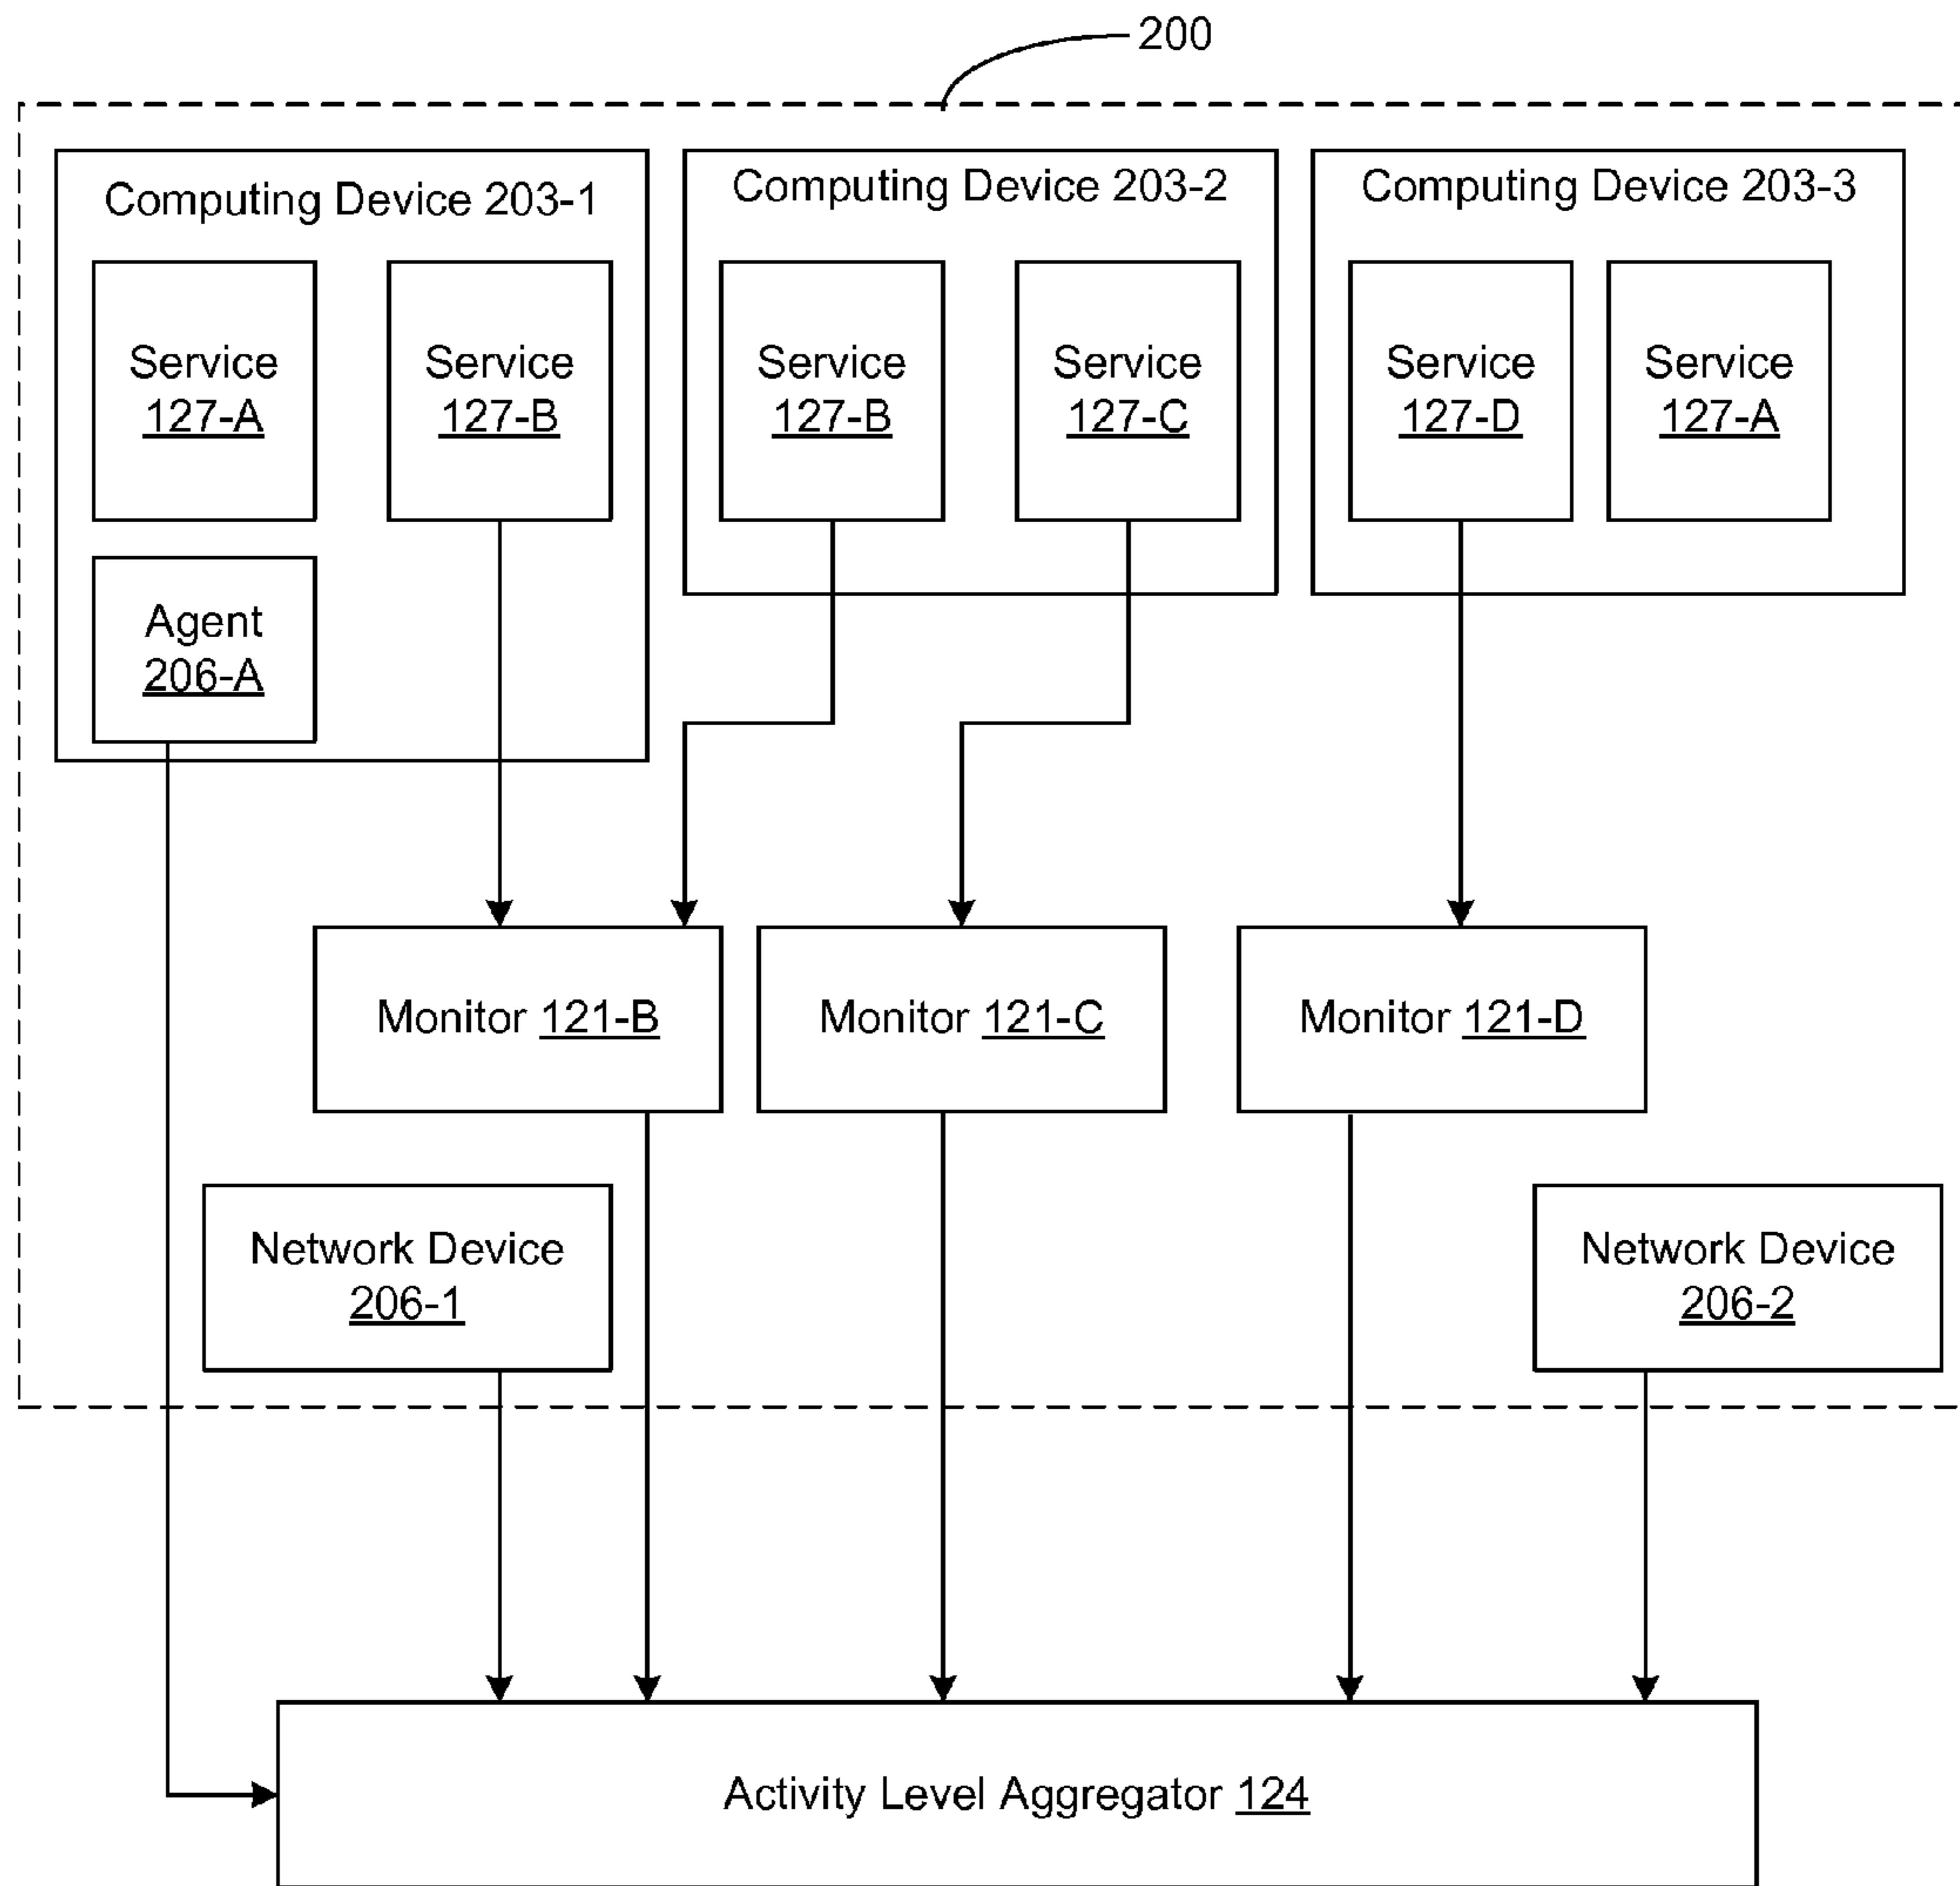 200
Computing Device 203-1
Computing Device 203-2
Computing Device 203-3
Service
127-A
Service
127-B
Service
127-B
Service
127-C
Service
127-D
Service
127-A
Agent
206-A
Monitor 121-B
Monitor 121-C
Monitor 121-D
Network Device
206-1
Network Device
206-2
Activity Level Aggregator 124